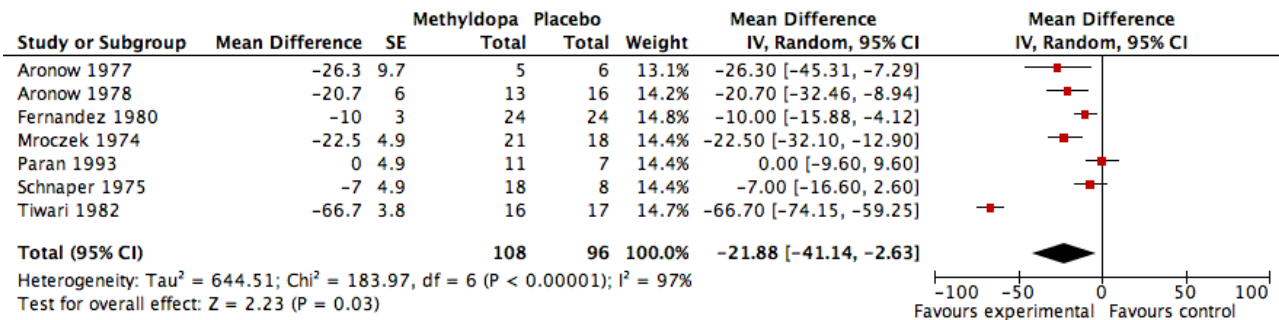 Methyldopa Placebo Mean Difference Mean Difference
Study or Subgroup Mean Difference SE Total Total Weight IV, Random, 95% CI IV, Random, 95% CI
Aronow 1977 -26.3 9.7 5 6 13.1% -26.30 [-45.31, -7.29]
Aronow 1978 -20.7 6 13 16 14.2% -20.70 [-32.46, -8.94]
Fernandez 1980 -10 3 24 24 14.8% -10.00 [-15.88, -4.12]
Mroczek 1974 -22.5 4.9 21 18 14.4% -22.50 [-32.10, -12.90]
Paran 1993 0 4.9 11 7 14.4% 0.00 [-9.60, 9.60]
Schnaper 1975 -7 4.9 18 8 14.4% -7.00 [-16.60, 2.60]
Tiwari 1982 -66.7 3.8 16 17 14.7% -66.70 [-74.15, -59.25]
Total (95% CI) 108 96 100.0% -21.88 [-41.14, -2.63]
Heterogeneity: Tau² = 644.51; Chi² = 183.97, df = 6 (P < 0.00001); I² = 97%
Test for overall effect: Z = 2.23 (P = 0.03)
-100 -50 0 50 100
Favours experimental Favours control